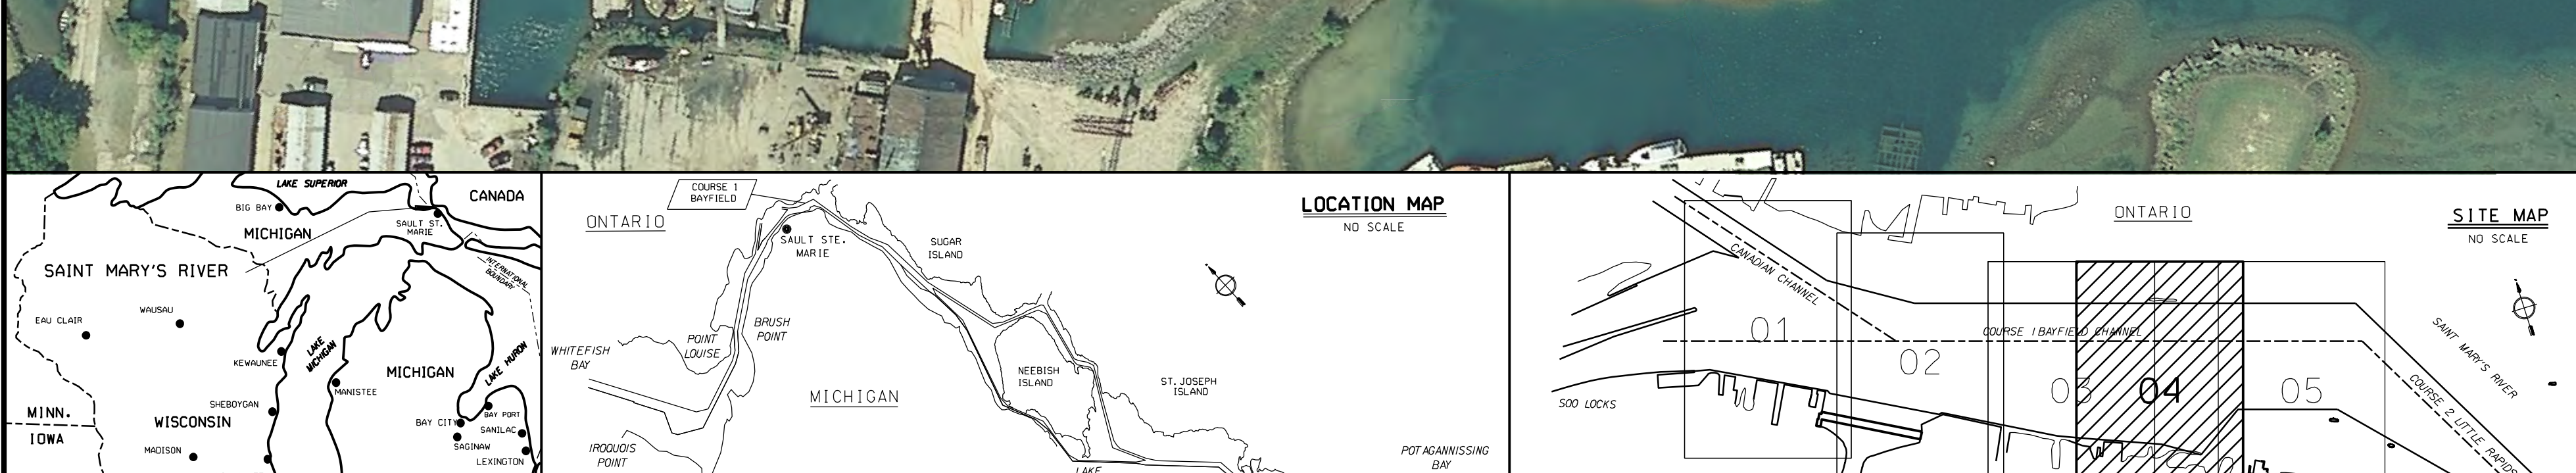 LAKE SUPERIOR
CANADA
BIG BAY
SAULT ST.
MARIE
MICHIGAN
INTERNATIONAL
BOUNDARY
SAINT MARY'S RIVER
WAUSAU
EAU CLAIR
LAKE
MICHIGAN
LAKE HURON
KEWAUNEE
MICHIGAN
MANISTEE
SHEBOYGAN
MINN.
WISCONSIN
BAY PORT
BAY CITY
SANILAC
IOWA
SAGINAW
MADISON
LEXINGTON
COURSE 1
BAYFIELD
ONTARIO
LOCATION MAP
NO SCALE
SAULT STE.
MARIE
SUGAR
ISLAND
BRUSH
POINT
POINT
LOUISE
WHITEFISH
BAY
NEEBISH
ISLAND
ST. JOSEPH
ISLAND
MICHIGAN
IROQUOIS
POINT
POTAGANNISSING
BAY
LAKE
ONTARIO
SITE MAP
NO SCALE
CANADIAN CHANNEL
01
COURSE 1 BAYFIELD CHANNEL
02
03
04
05
SAINT MARY'S RIVER
COURSE 2 LITTLE RAPIDS
SOO LOCKS